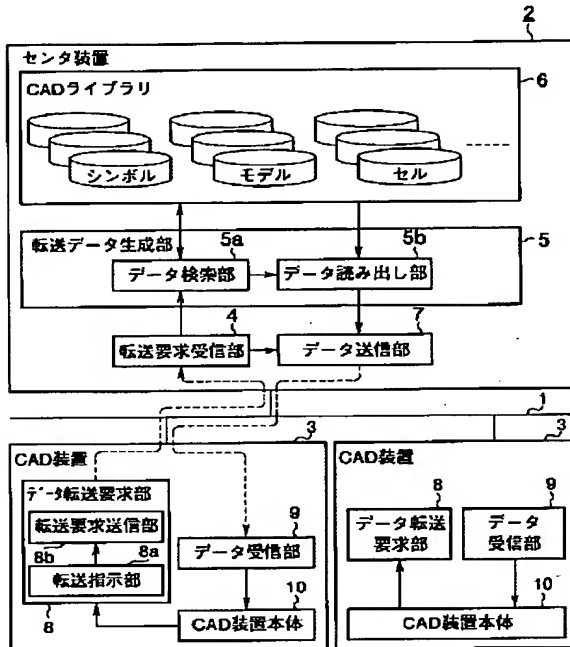 2
センタ装置
6
CADライブラリ
シンボル
モデル
セル
転送データ生成部
5a
5b
5
データ検索部
データ読み出し部
4
7
転送要求受信部
データ送信部
1
3
3
CAD装置
CAD装置
データ転送要求部
転送要求送信部
8b
8a
転送指示部
8
9
データ受信部
10
CAD装置本体
8
9
データ転送
要求部
データ
受信部
10
CAD装置本体